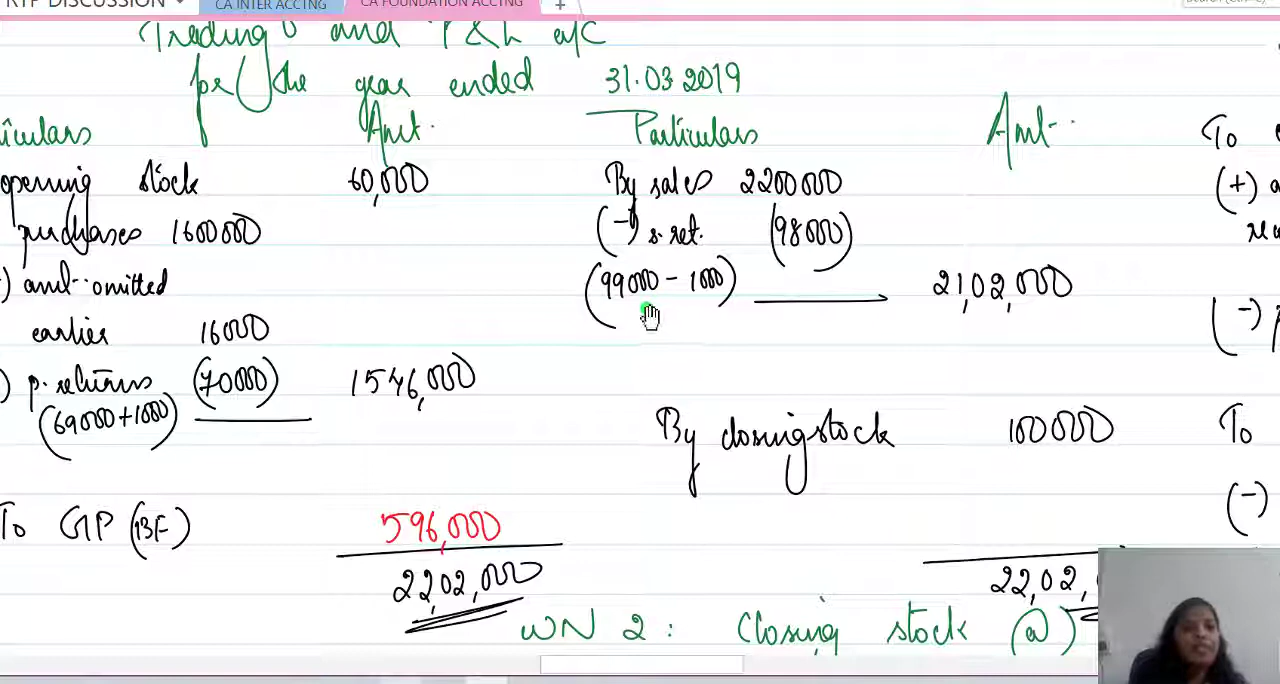 RTP DISCUSSION CA INTER ACCTNG CA FOUNDATION ACCTNG +
Trading and P & L a/c
for the year ended 31.03.2019
ticulars Amt. Particulars Amt.
opening stock 60,000 By sales 2200000
purchases 1600000 (-) s.ret. (98000)
) amt. omitted (99000 - 1000) 21,02,000
earlier 16000
) p. returns (70000) 1546,000
(69000+1000)
By closing stock 100000
To GP (BF) 596,000
22,02,000 22,02,
WN 2 : Closing stock @
To
(+) a
(-) p
To
(-)